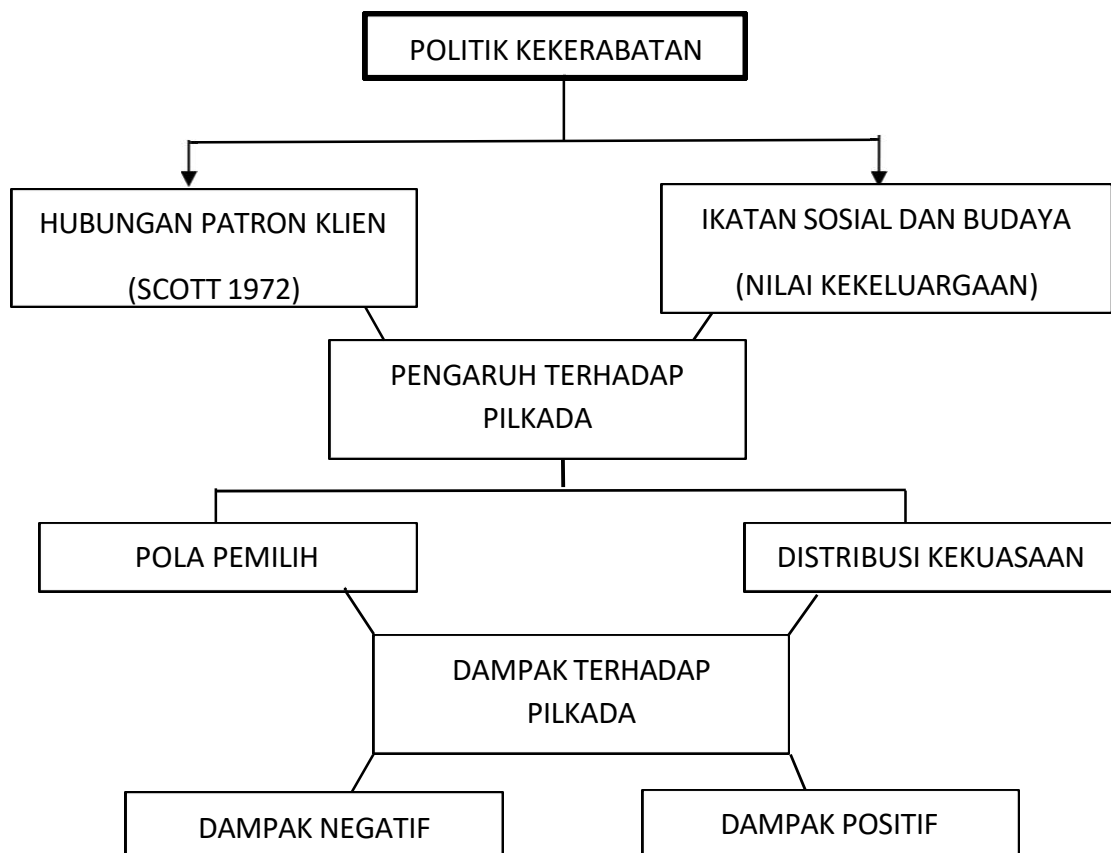 POLITIK KEKERABATAN
HUBUNGAN PATRON KLIEN
(SCOTT 1972)
IKATAN SOSIAL DAN BUDAYA
(NILAI KEKELUARGAAN)
PENGARUH TERHADAP
PILKADA
POLA PEMILIH
DISTRIBUSI KEKUASAAN
DAMPAK TERHADAP
PILKADA
DAMPAK NEGATIF
DAMPAK POSITIF